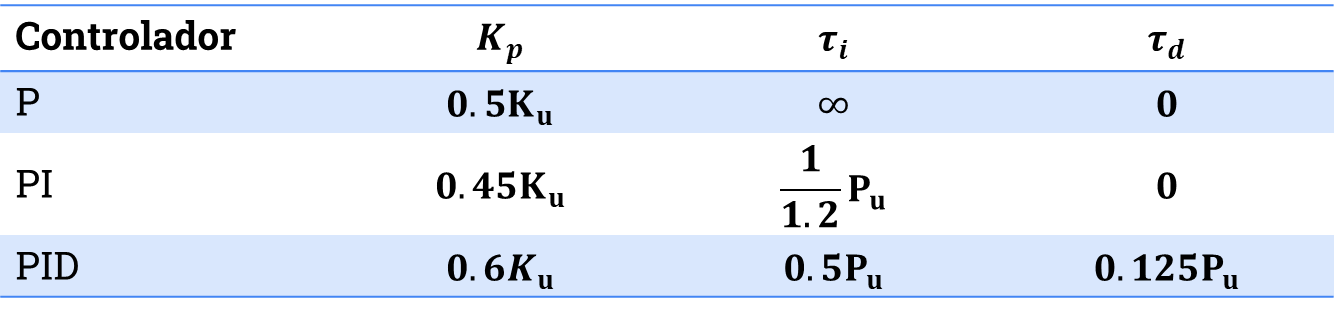 Controlador K_p τ_i τ_d
P 0.5K_u ∞ 0
PI 0.45K_u \frac{1}{1.2}P_u 0
PID 0.6K_u 0.5P_u 0.125P_u